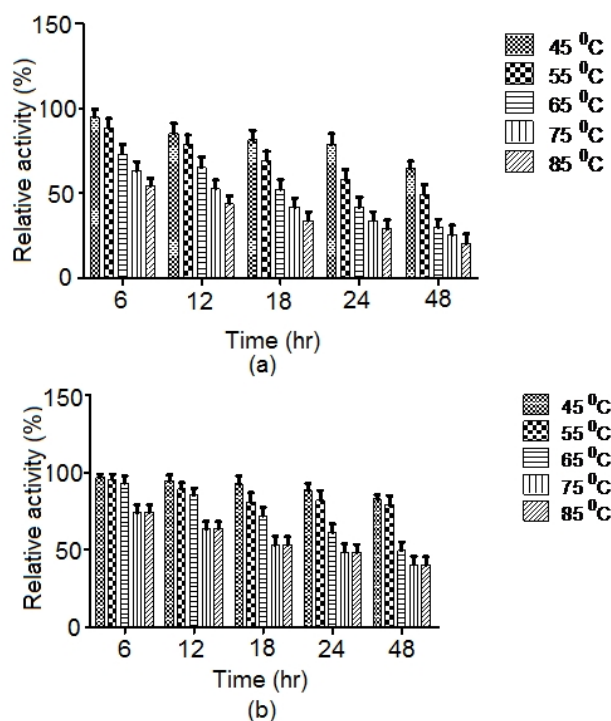 Relative activity (%)
150
100
50
0
6 12 18 24 48
Time (hr)
45 ⁰C
55 ⁰C
65 ⁰C
75 ⁰C
85 ⁰C
(a)
Relative activity (%)
150
100
50
0
6 12 18 24 48
Time (hr)
45 ⁰C
55 ⁰C
65 ⁰C
75 ⁰C
85 ⁰C
(b)